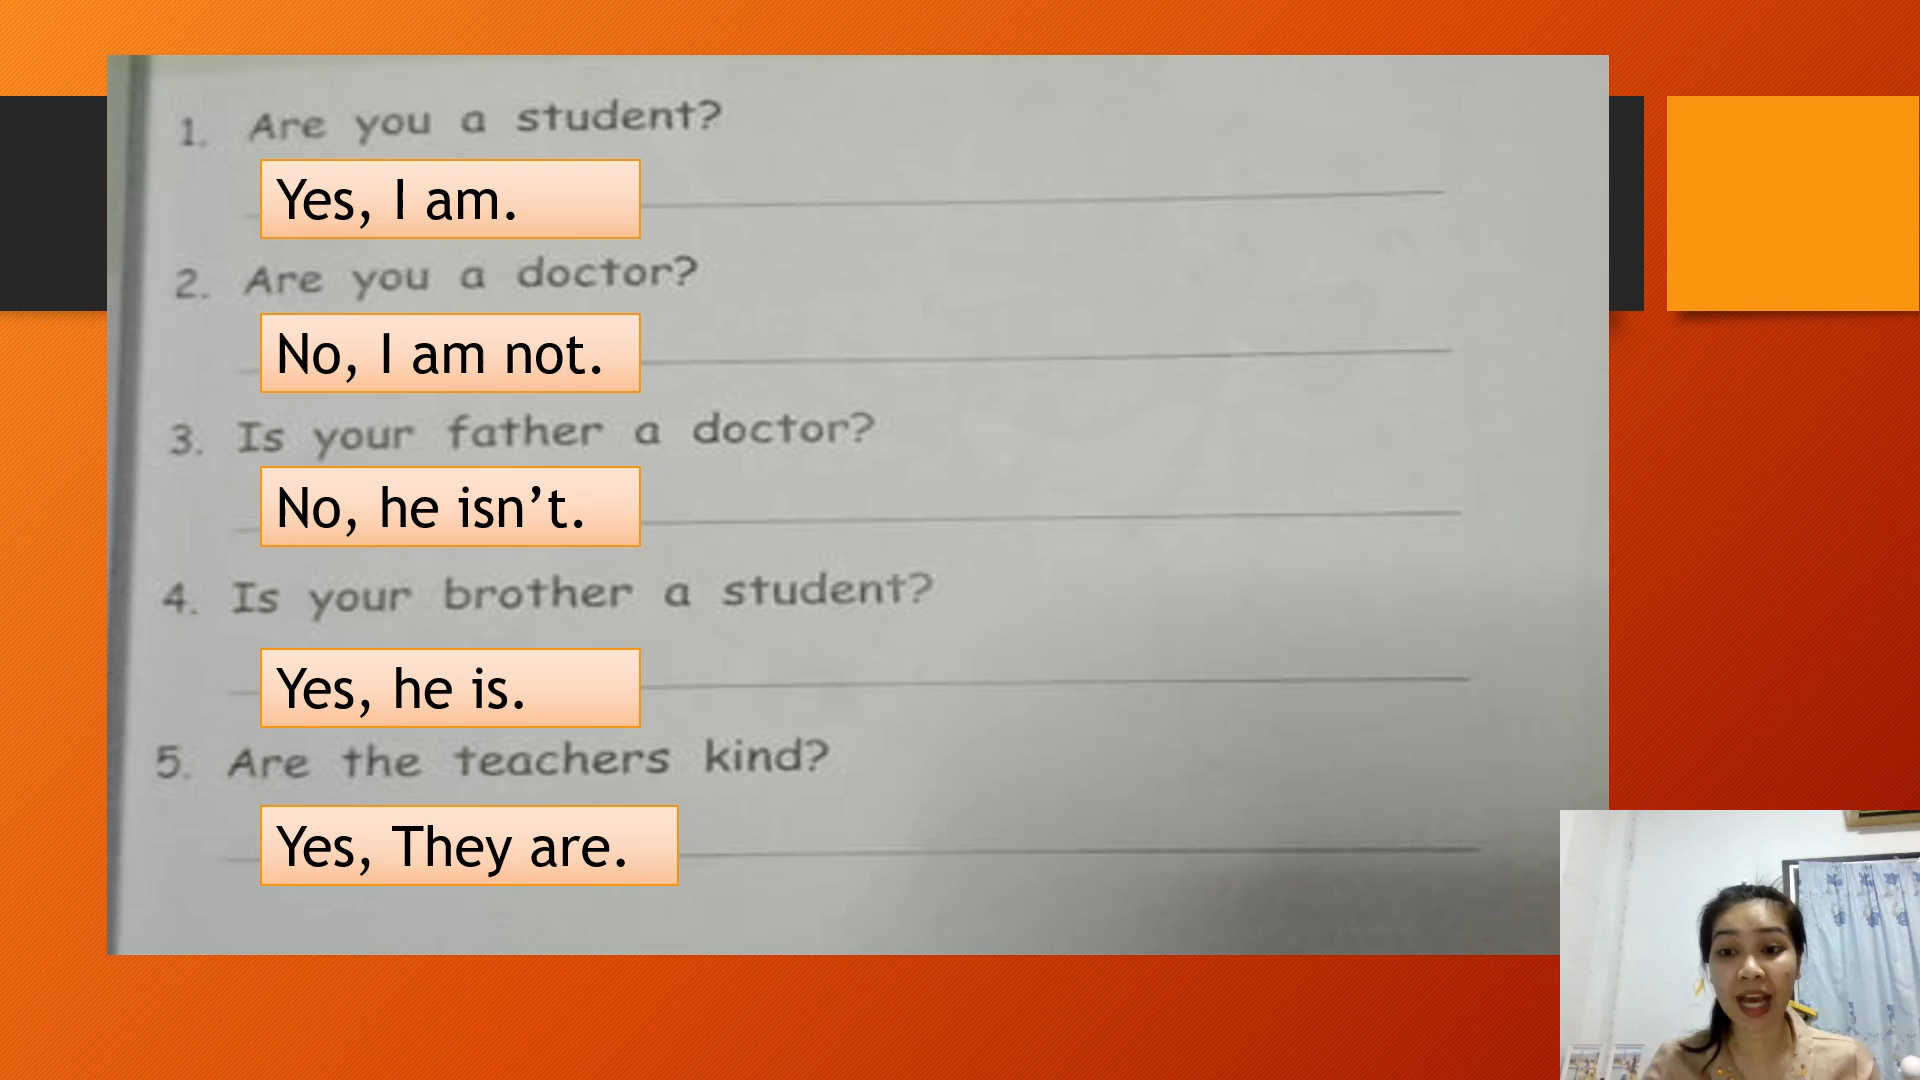 1. Are you a student?
Yes, I am.
2. Are you a doctor?
No, I am not.
3. Is your father a doctor?
No, he isn’t.
4. Is your brother a student?
Yes, he is.
5. Are the teachers kind?
Yes, They are.